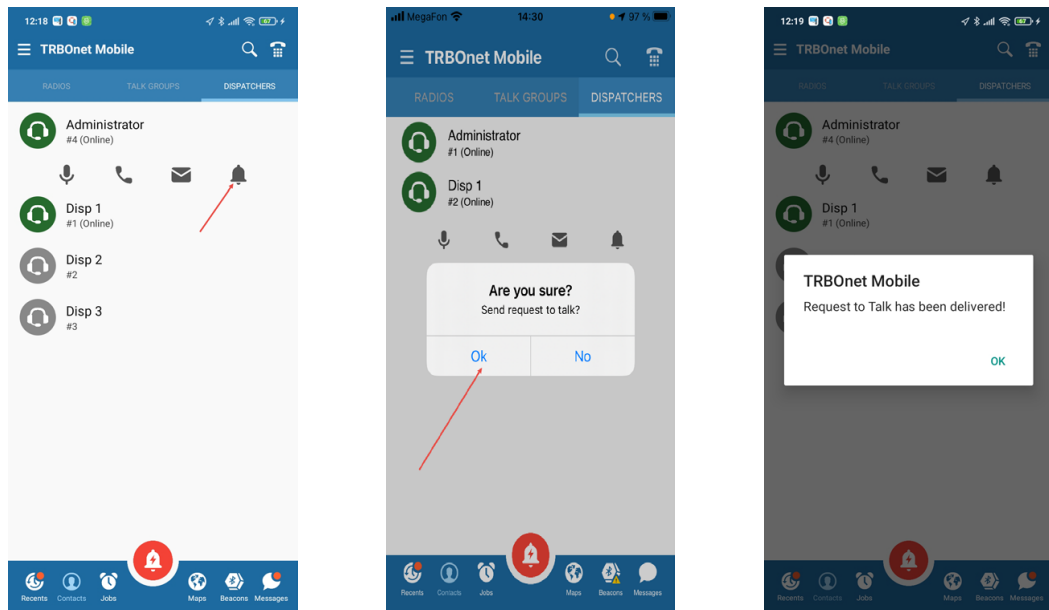 12:18
67
TRBOnet Mobile
RADIOS
TALK GROUPS
DISPATCHERS
Administrator
#4 (Online)
Disp 1
#1 (Online)
Disp 2
#2
Disp 3
#3
Recents
Contacts
Jobs
Maps
Beacons
Messages
MegaFon
14:30
97 %
TRBOnet Mobile
RADIOS
TALK GROUPS
DISPATCHERS
Administrator
#1 (Online)
Disp 1
#2 (Online)
Are you sure?
Send request to talk?
Ok
No
Recents
Contacts
Jobs
Maps
Beacons
Messages
12:19
67
TRBOnet Mobile
RADIOS
TALK GROUPS
DISPATCHERS
Administrator
#4 (Online)
Disp 1
#1 (Online)
TRBOnet Mobile
Request to Talk has been delivered!
OK
Recents
Contacts
Jobs
Maps
Beacons
Messages